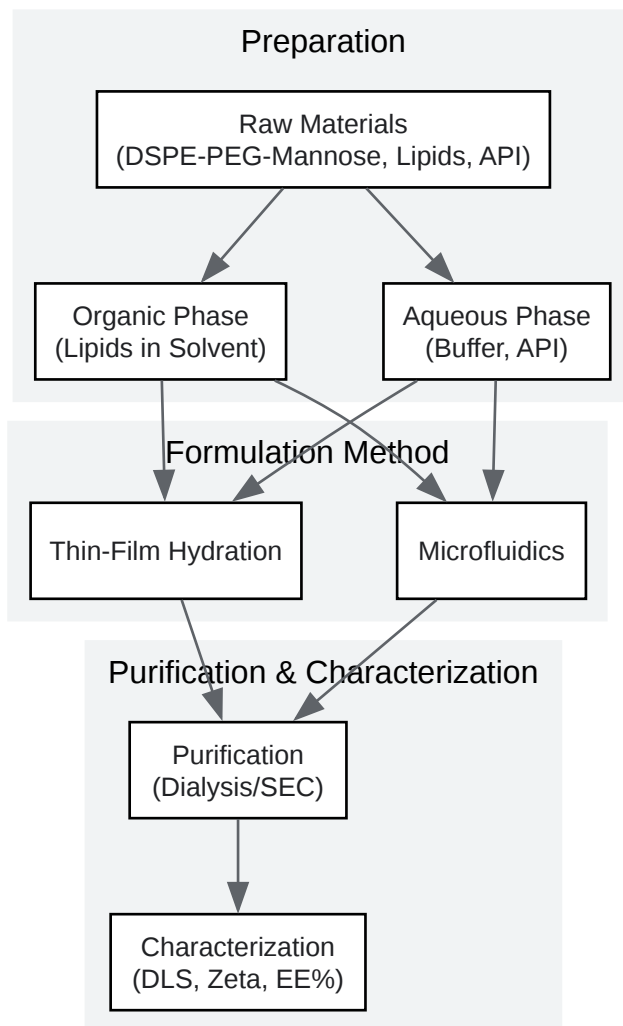 Preparation
Raw Materials
(DSPE-PEG-Mannose, Lipids, API)
Organic Phase
(Lipids in Solvent)
Aqueous Phase
(Buffer, API)
Formulation Method
Thin-Film Hydration
Microfluidics
Purification & Characterization
Purification
(Dialysis/SEC)
Characterization
(DLS, Zeta, EE%)